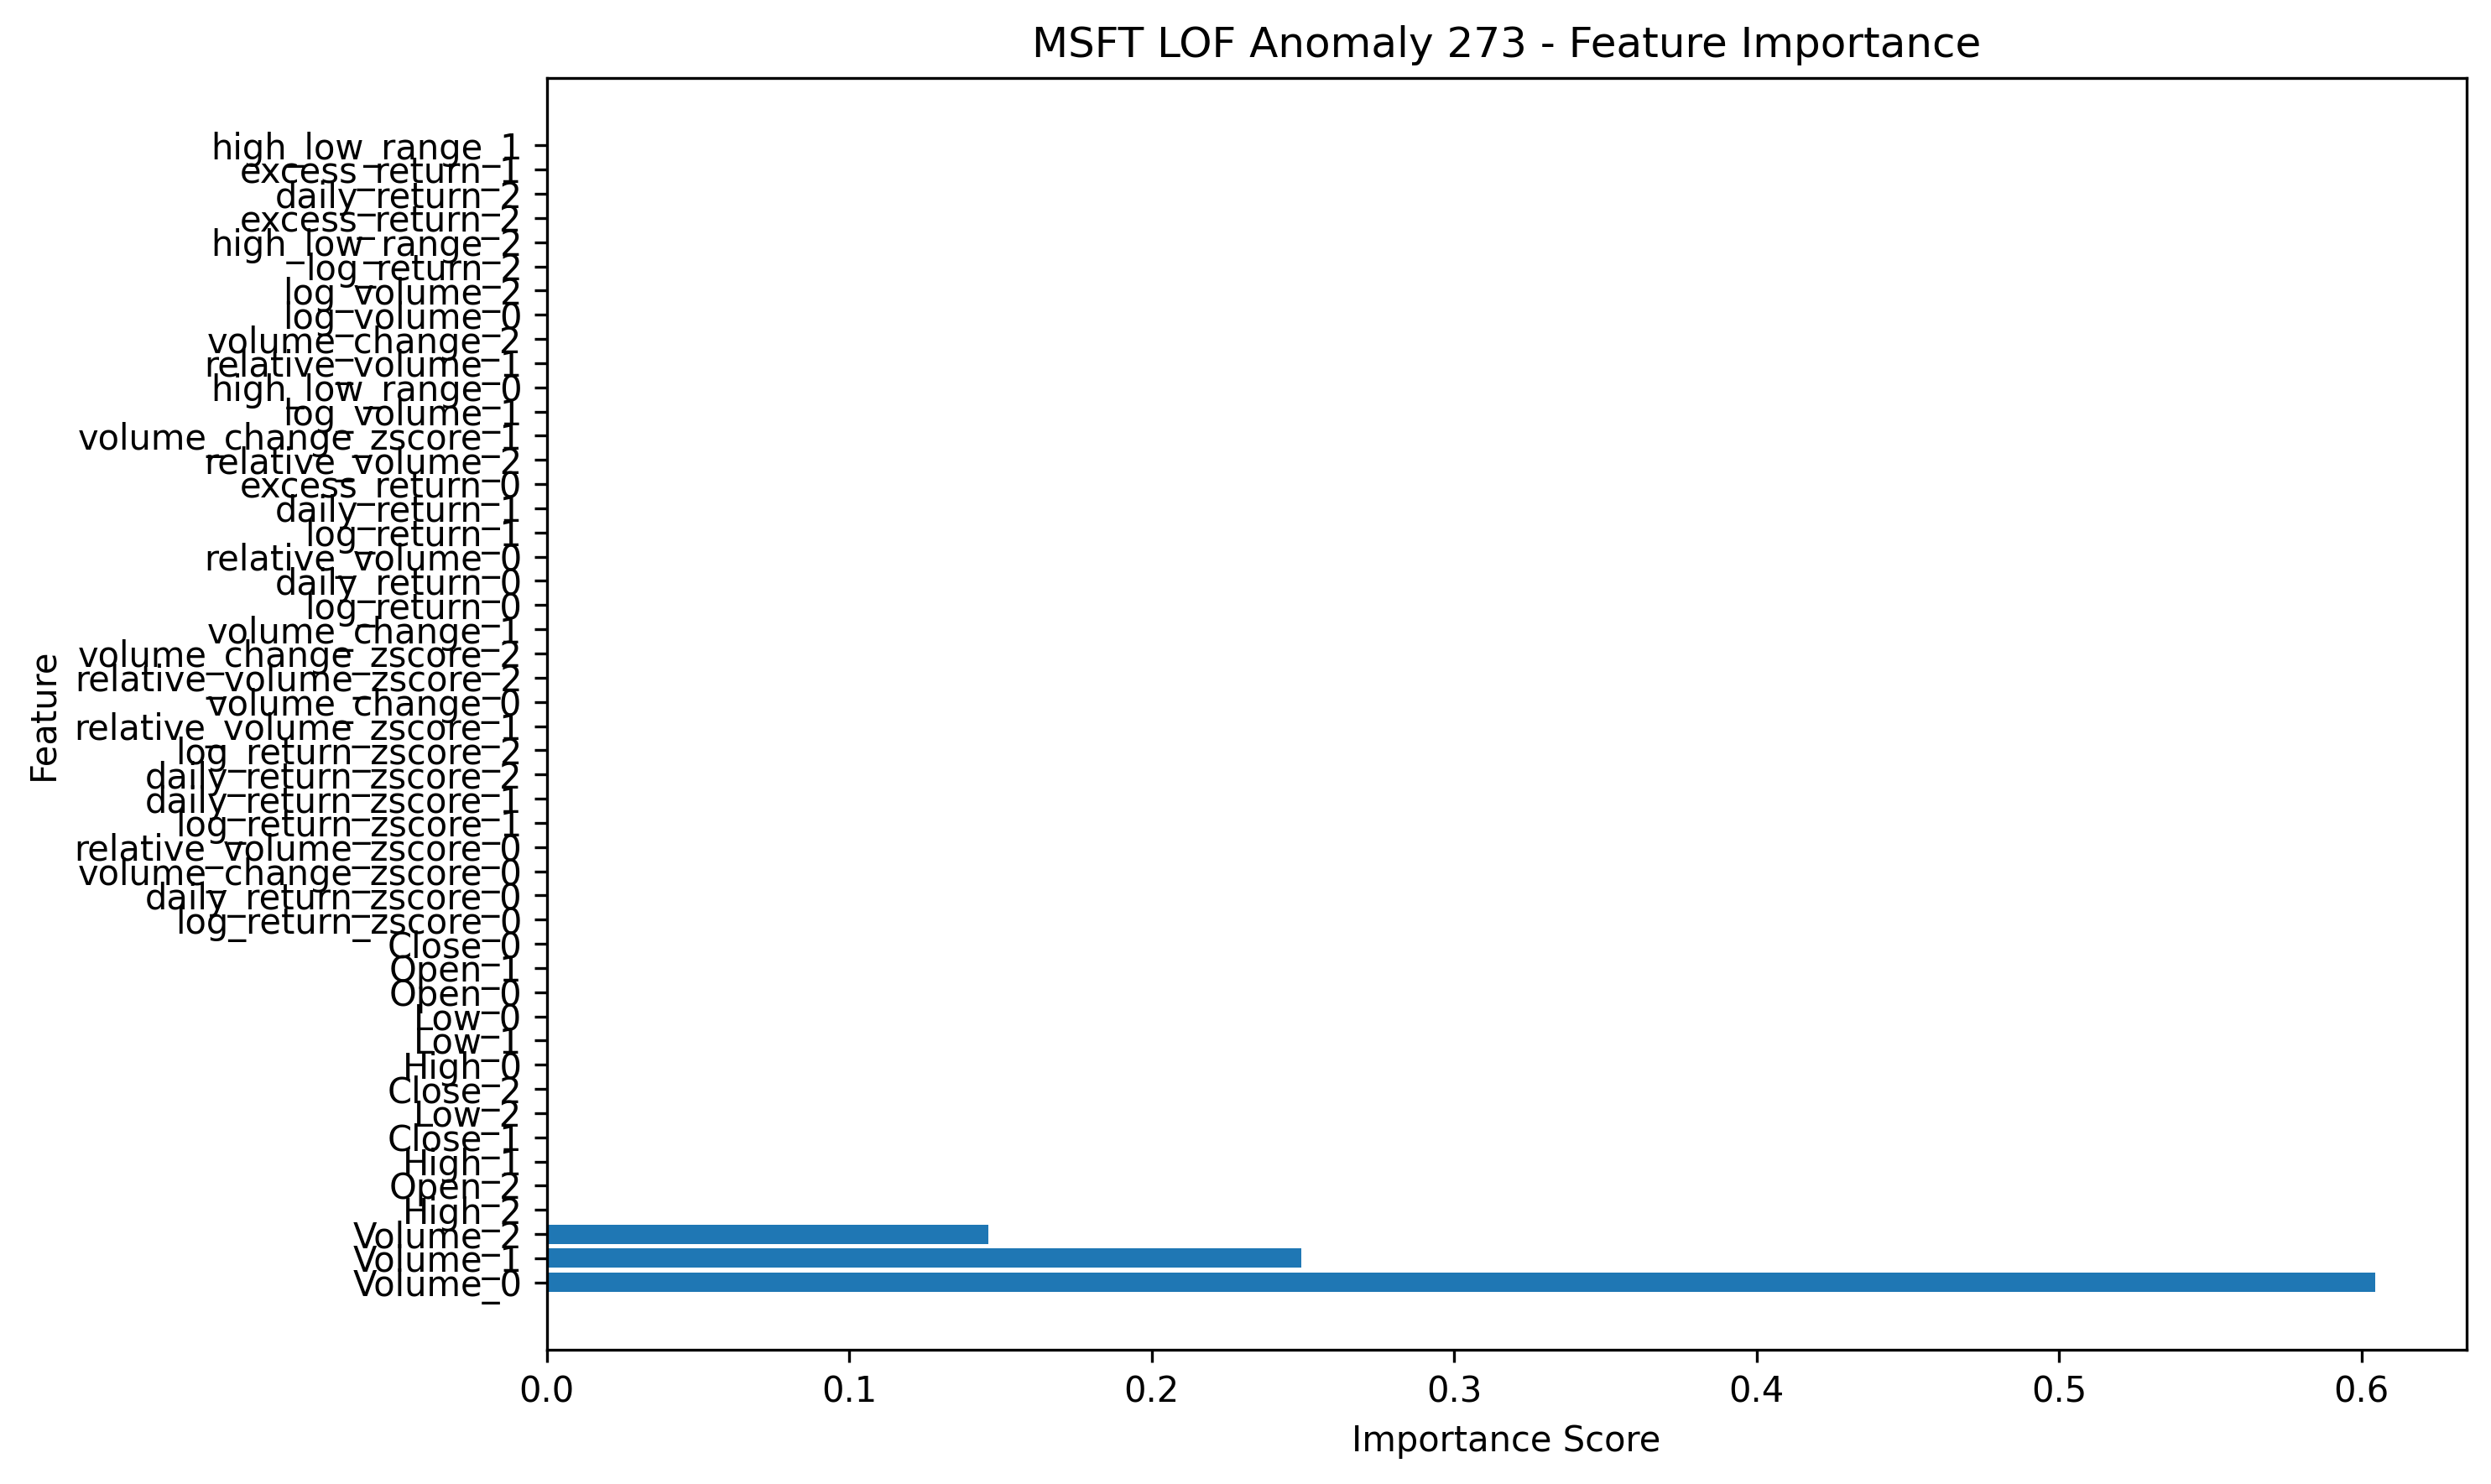 MSFT LOF Anomaly 273 - Feature Importance
high_low_range_1
excess_return_1
daily_return_2
excess_return_2
high_low_range_2
log_return_2
log_volume_2
log_volume_0
volume_change_2
relative_volume_1
high_low_range_0
log_volume_1
volume_change_zscore_1
relative_volume_2
excess_return_0
daily_return_1
log_return_1
relative_volume_0
daily_return_0
log_return_0
volume_change_1
volume_change_zscore_2
relative_volume_zscore_2
volume_change_0
relative_volume_zscore_1
log_return_zscore_2
daily_return_zscore_2
daily_return_zscore_1
log_return_zscore_1
relative_volume_zscore_0
volume_change_zscore_0
daily_return_zscore_0
log_return_zscore_0
Close_0
Open_1
Open_0
Low_0
Low_1
High_0
Close_2
Low_2
Close_1
High_1
Open_2
High_2
Volume_2
Volume_1
Volume_0
Feature
0.0 0.1 0.2 0.3 0.4 0.5 0.6
Importance Score